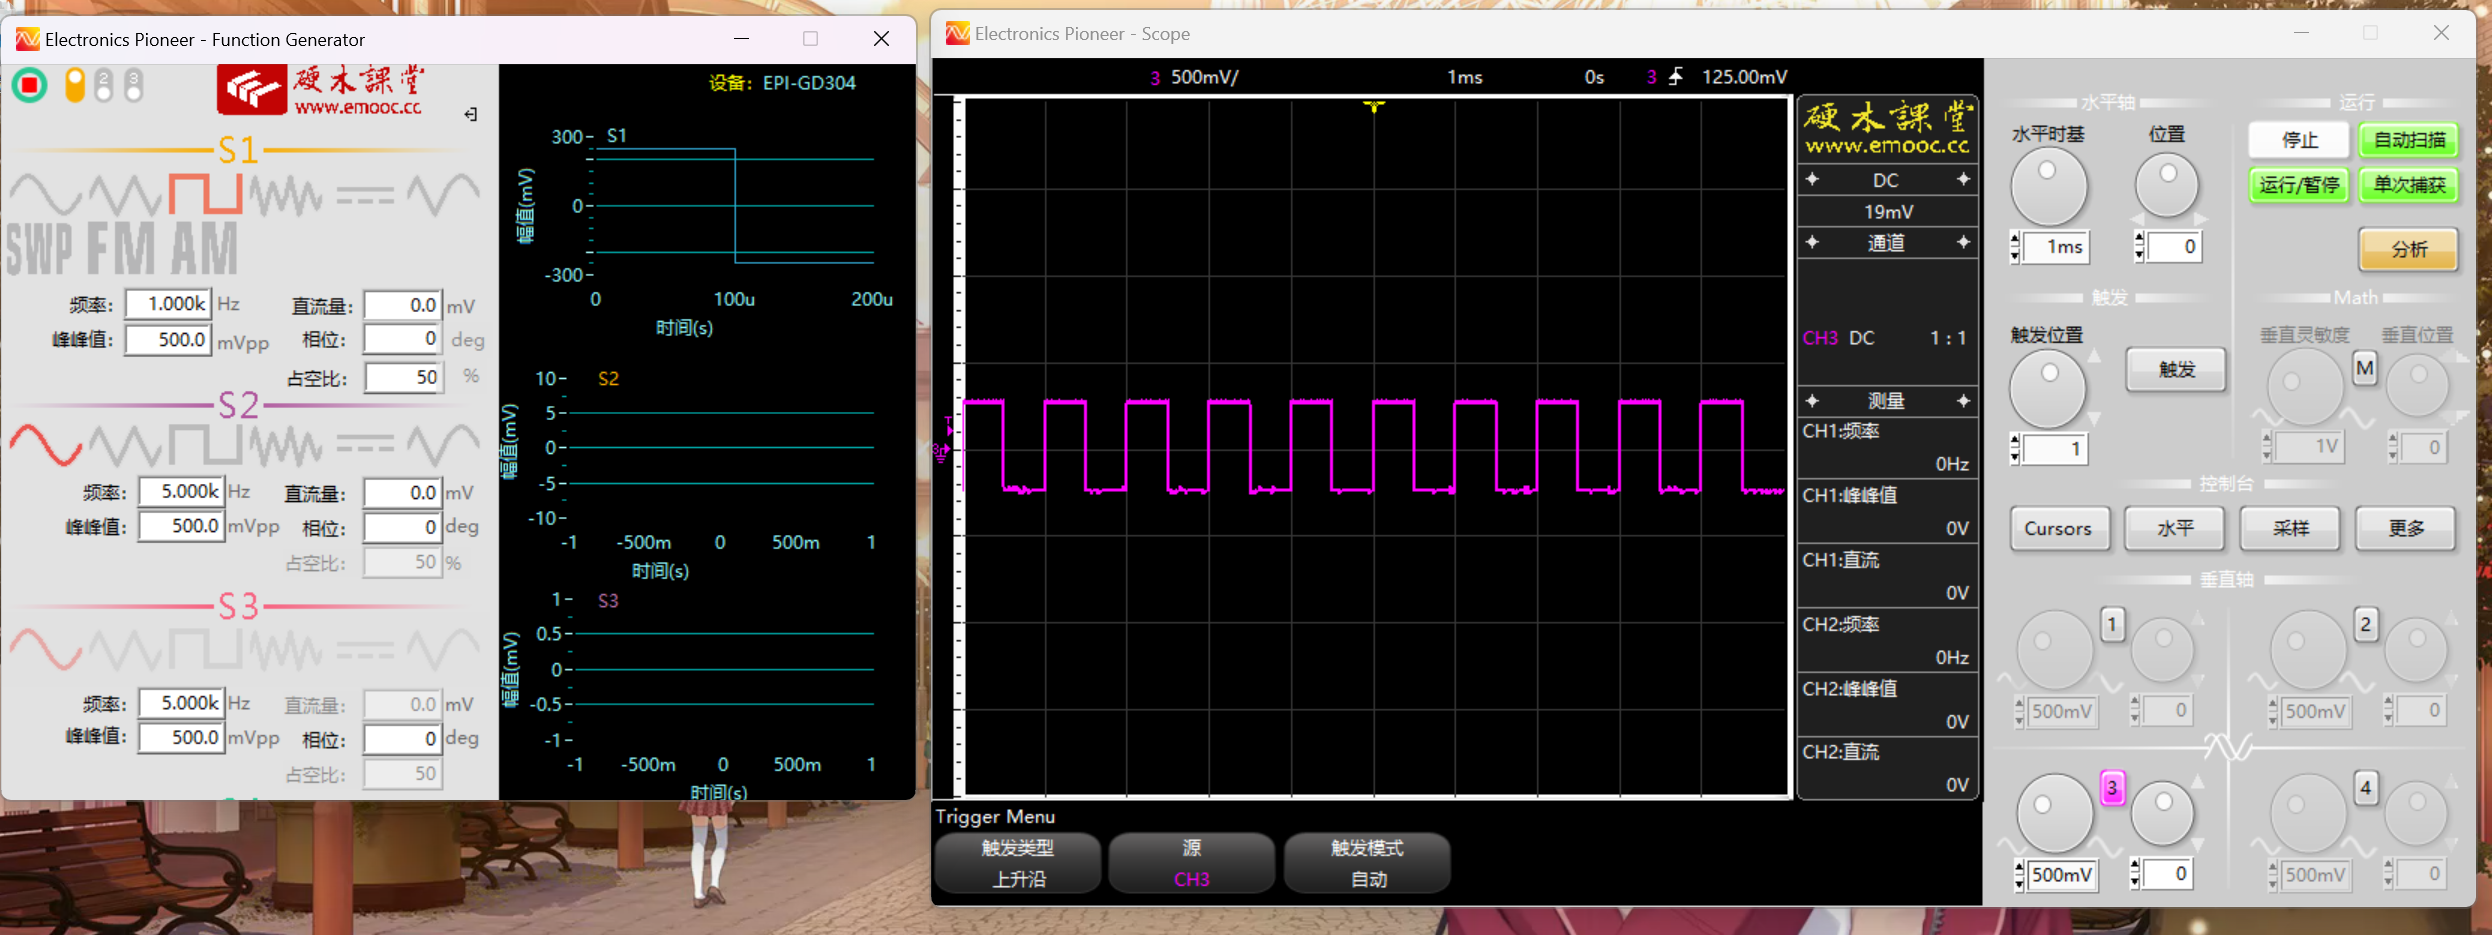 Electronics Pioneer - Function Generator
2
3
硬木課堂
www.emooc.cc
S1
SWP FM AM
频率: 1.000k Hz 直流量: 0.0 mV
峰峰值: 500.0 mVpp 相位: 0 deg
占空比: 50 %
S2
频率: 5.000k Hz 直流量: 0.0 mV
峰峰值: 500.0 mVpp 相位: 0 deg
占空比: 50 %
S3
频率: 5.000k Hz 直流量: 0.0 mV
峰峰值: 500.0 mVpp 相位: 0 deg
占空比: 50
设备: EPI-GD304
300
S1
0
-300
幅值(mV)
0 100u 200u
时间(s)
10
S2
5
0
-5
-10
幅值(mV)
-1 -500m 0 500m 1
时间(s)
1
S3
0.5
0
-0.5
-1
幅值(mV)
-1 -500m 0 500m 1
时间(s)
Electronics Pioneer - Scope
3 500mV/ 1ms 0s 3 125.00mV
T
3
硬木課堂
www.emooc.cc
DC
19mV
通道
CH3 DC 1 : 1
测量
CH1:频率
0Hz
CH1:峰峰值
0V
CH1:直流
0V
CH2:频率
0Hz
CH2:峰峰值
0V
CH2:直流
0V
Trigger Menu
触发类型
上升沿
源
CH3
触发模式
自动
水平轴
水平时基 位置
1ms 0
运行
停止 自动扫描
运行/暂停 单次捕获
分析
触发
触发位置
触发
1
Math
垂直灵敏度 垂直位置
M
1V 0
控制台
Cursors 水平 采样 更多
垂直轴
1
500mV 0
2
500mV 0
3
500mV 0
4
500mV 0